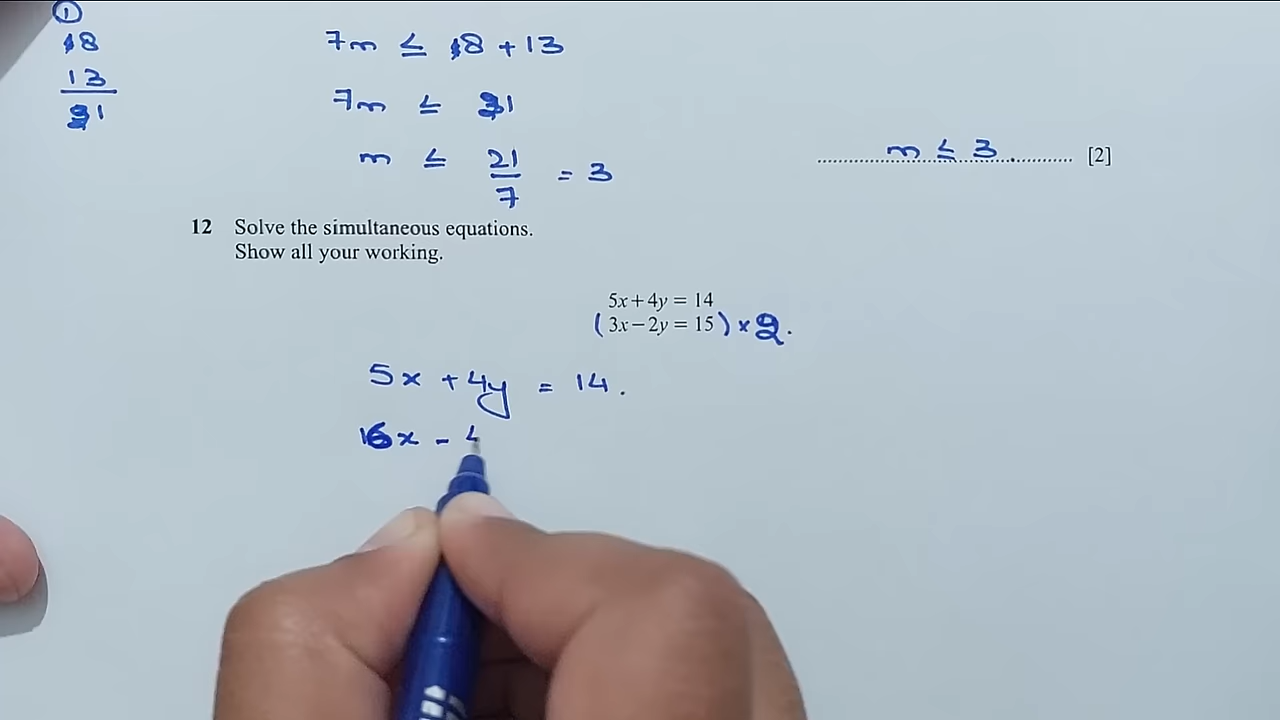 ①
18
13
31
7m ≤ 18 + 13
7m ≤ 31
m ≤ 21/7 = 3
m ≤ 3 [2]
12 Solve the simultaneous equations.
Show all your working.
5x + 4y = 14
(3x − 2y = 15) × 2.
5x + 4y = 14.
6x - 4